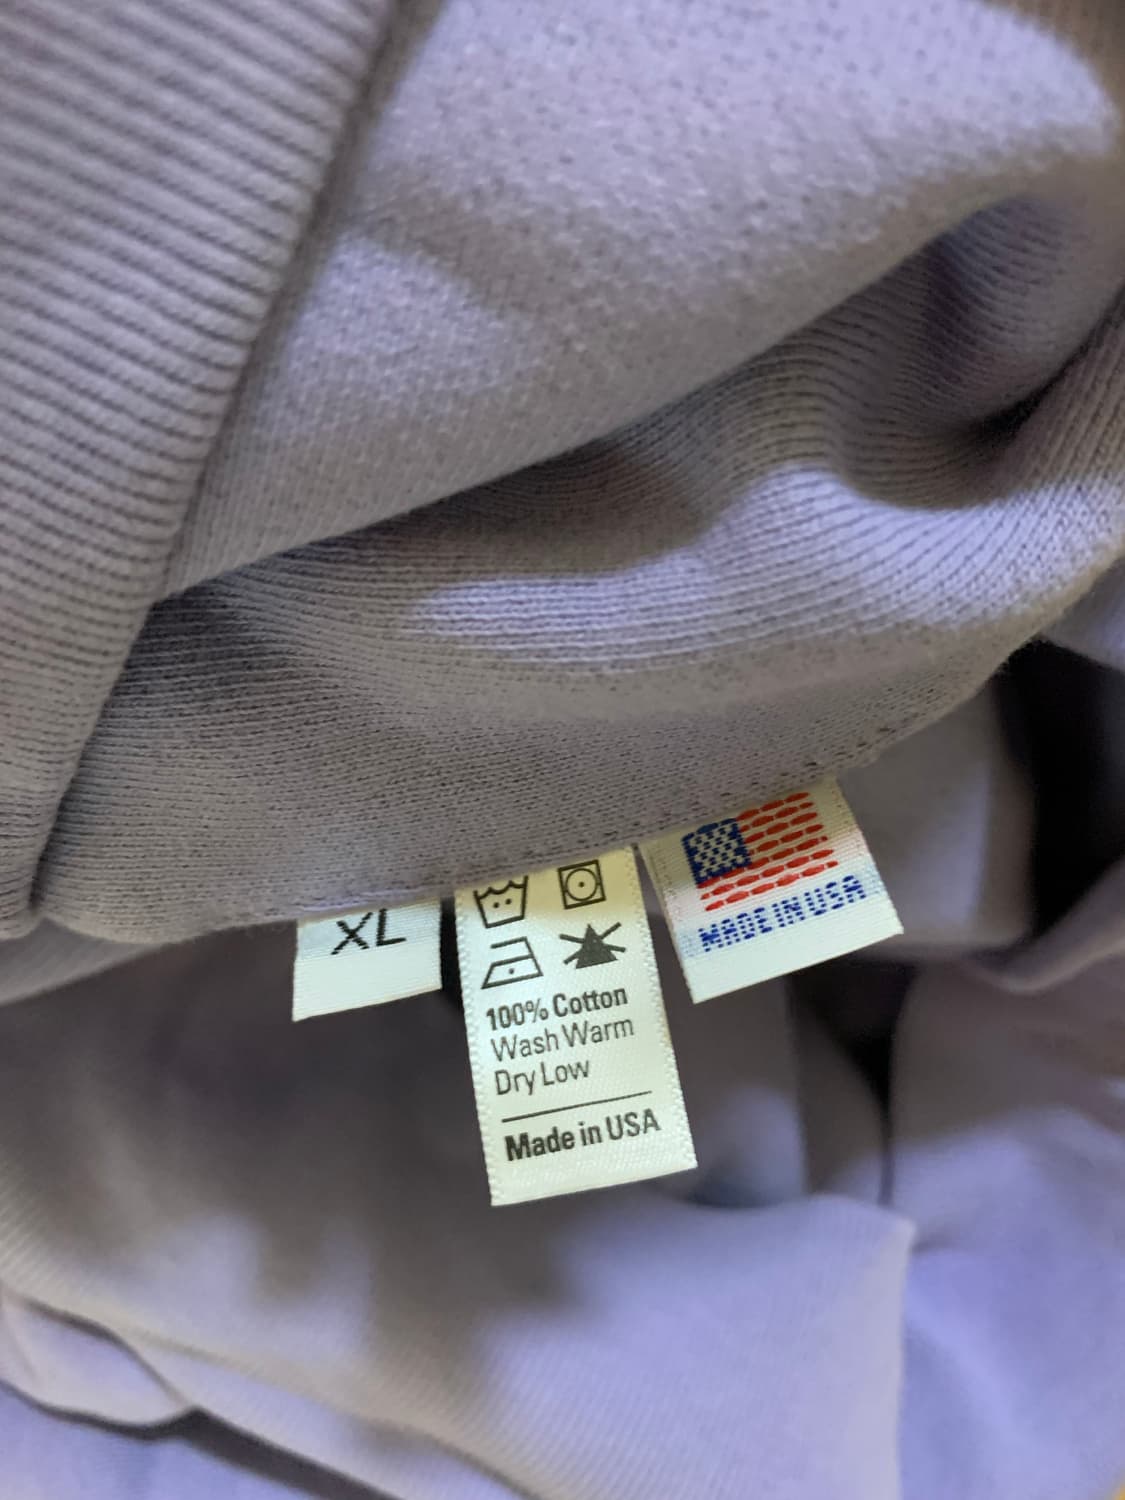 XL
100% Cotton
Wash Warm
Dry Low
Made in USA
MADE IN USA